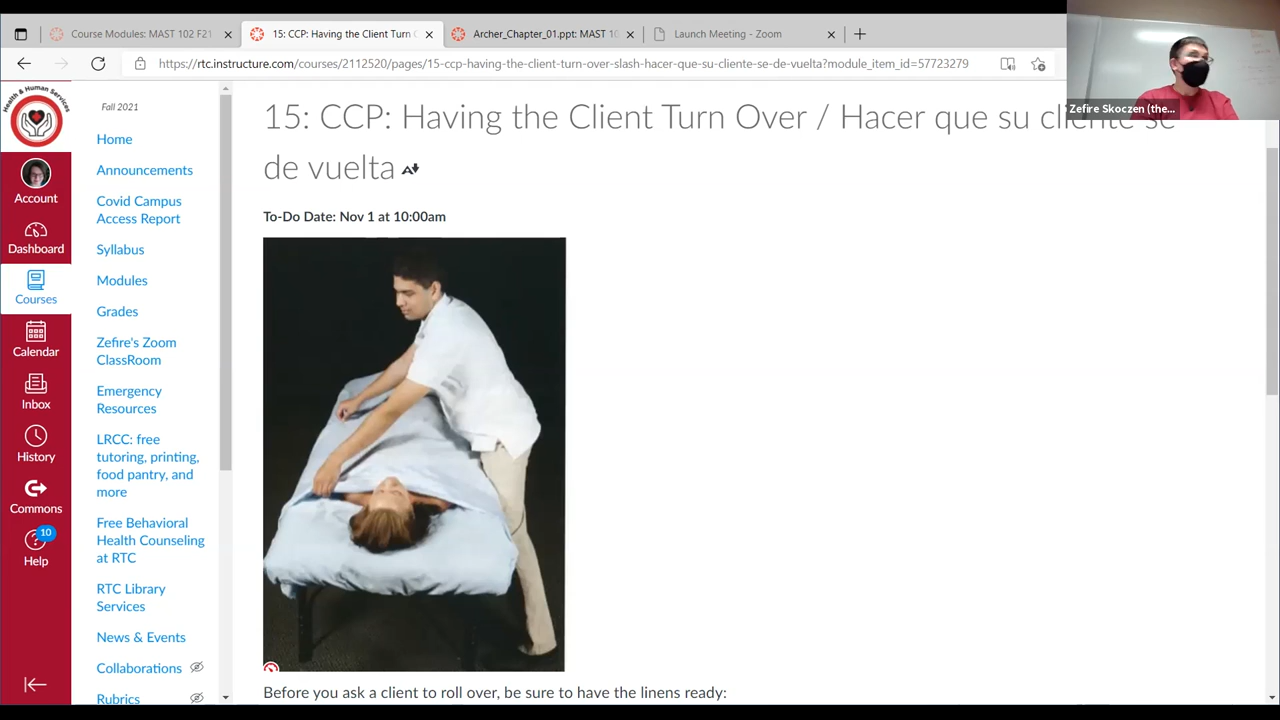 Course Modules: MAST 102 F21
15: CCP: Having the Client Turn
Archer_Chapter_01.ppt: MAST 10
Launch Meeting - Zoom
https://rtc.instructure.com/courses/2112520/pages/15-ccp-having-the-client-turn-over-slash-hacer-que-su-cliente-se-de-vuelta?module_item_id=57723279
Zefire Skoczen (the...
Health & Human Services
Account
Dashboard
Courses
Calendar
Inbox
History
Commons
10
Help
Fall 2021
Home
Announcements
Covid Campus
Access Report
Syllabus
Modules
Grades
Zefire's Zoom
ClassRoom
Emergency
Resources
LRCC: free
tutoring, printing,
food pantry, and
more
Free Behavioral
Health Counseling
at RTC
RTC Library
Services
News & Events
Collaborations
Rubrics
15: CCP: Having the Client Turn Over / Hacer que su cliente se
de vuelta
To-Do Date: Nov 1 at 10:00am
Before you ask a client to roll over, be sure to have the linens ready: